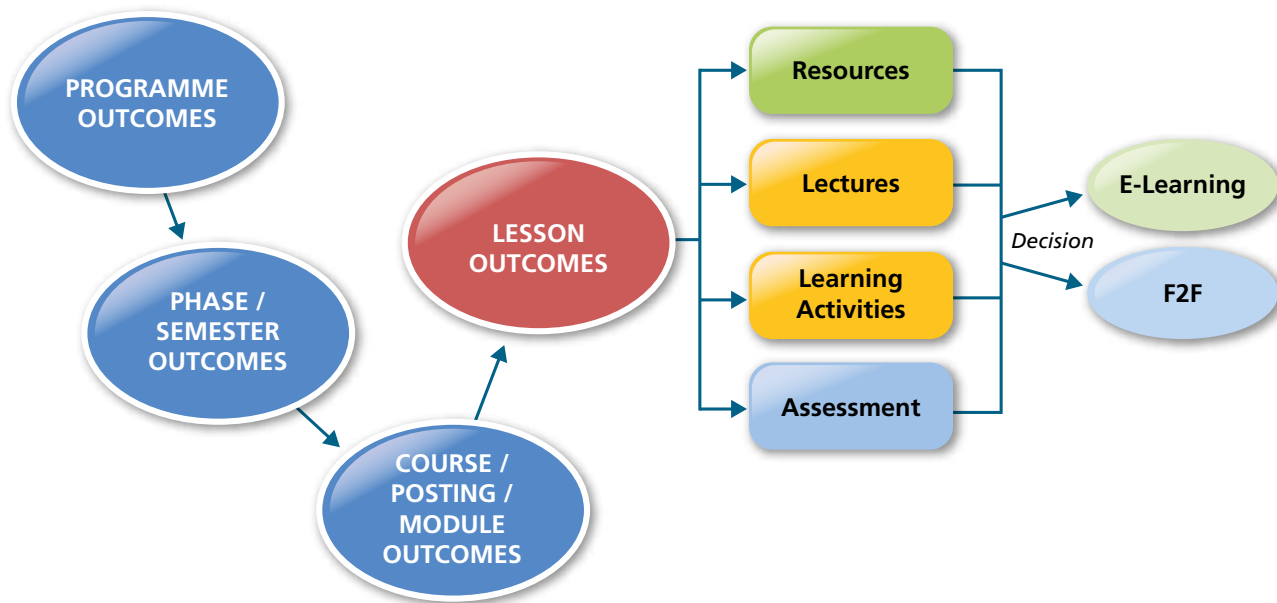 PROGRAMME
OUTCOMES
PHASE /
SEMESTER
OUTCOMES
COURSE /
POSTING /
MODULE
OUTCOMES
LESSON
OUTCOMES
Resources
Lectures
Learning
Activities
Assessment
Decision
E-Learning
F2F